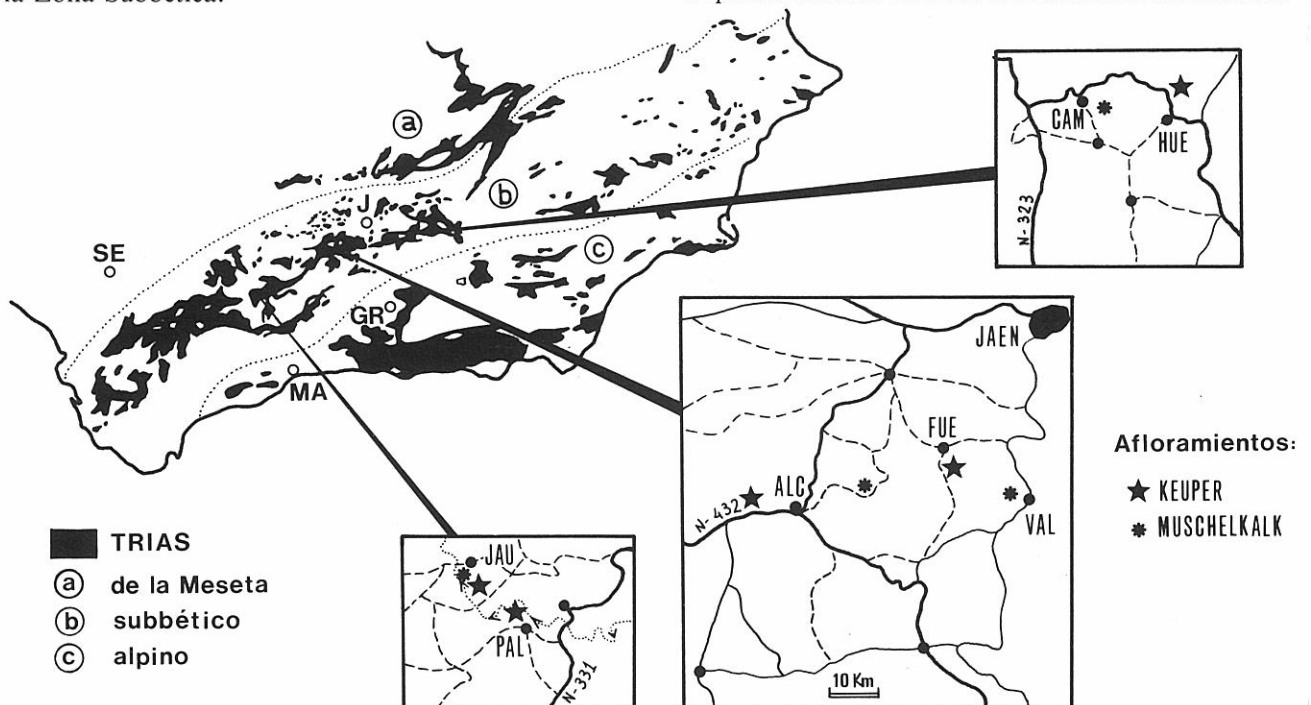 la Zona Subbética.
a
b
c
J
SE
GR
MA
CAM
HUE
N-323
JAEN
FUE
ALC
VAL
N-432
10 Km
JAU
PAL
N-331
TRIAS
a de la Meseta
b subbético
c alpino
Afloramientos:
KEUPER
MUSCHELKALK